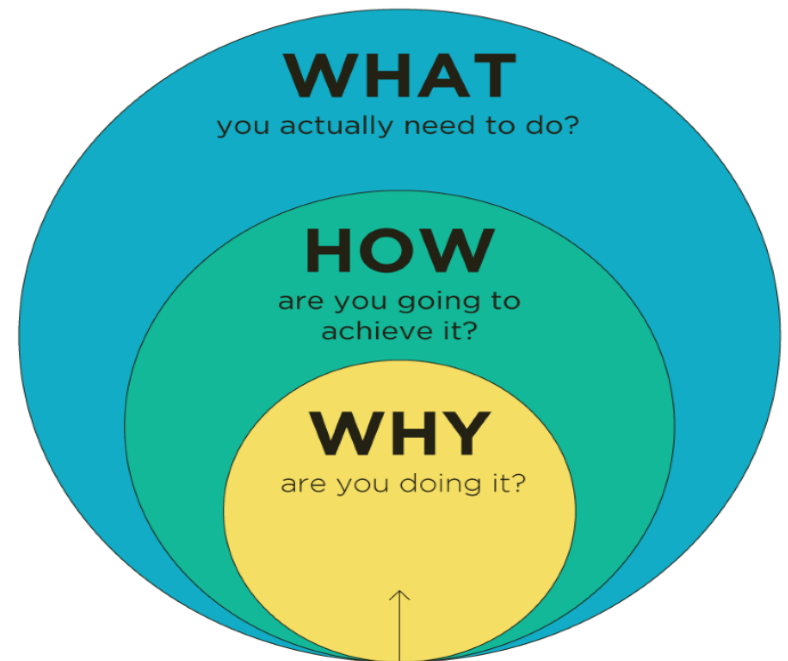 WHAT
you actually need to do?
HOW
are you going to
achieve it?
WHY
are you doing it?